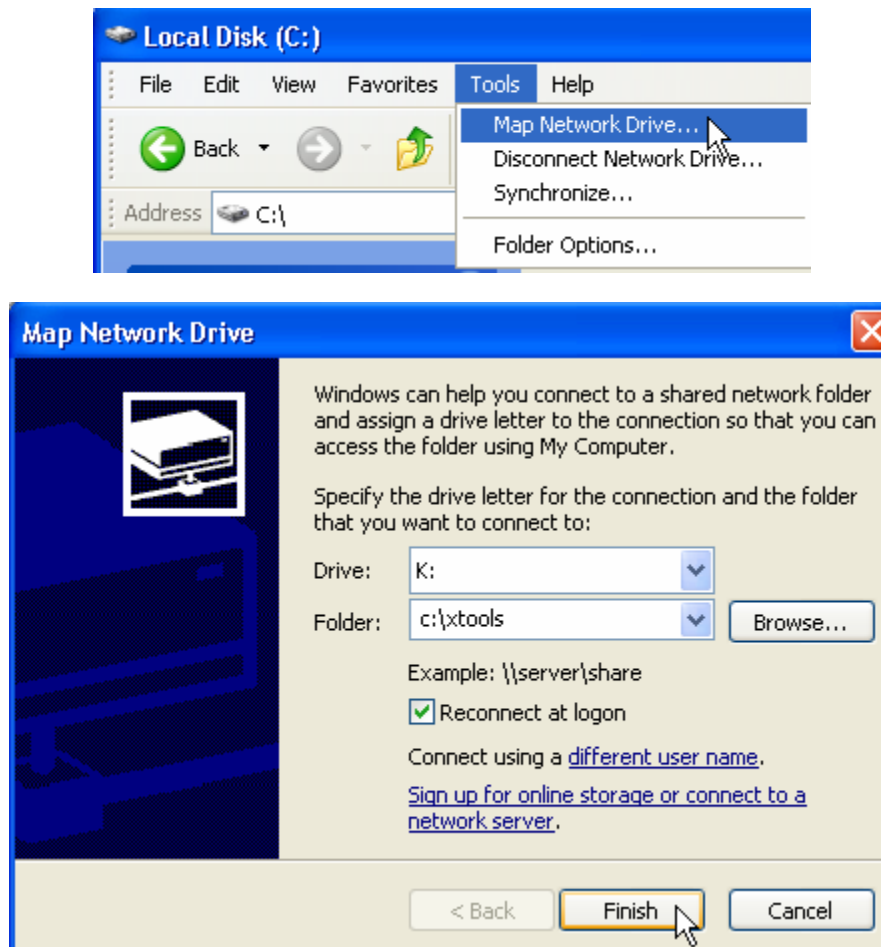 Local Disk (C:)
File Edit View Favorites Tools Help
Map Network Drive...
Back
Disconnect Network Drive...
Synchronize...
Address C:\
Folder Options...
Map Network Drive
Windows can help you connect to a shared network folder
and assign a drive letter to the connection so that you can
access the folder using My Computer.
Specify the drive letter for the connection and the folder
that you want to connect to:
Drive: K:
Folder: c:\xtools Browse...
Example: \\server\share
Reconnect at logon
Connect using a different user name.
Sign up for online storage or connect to a
network server.
< Back Finish Cancel